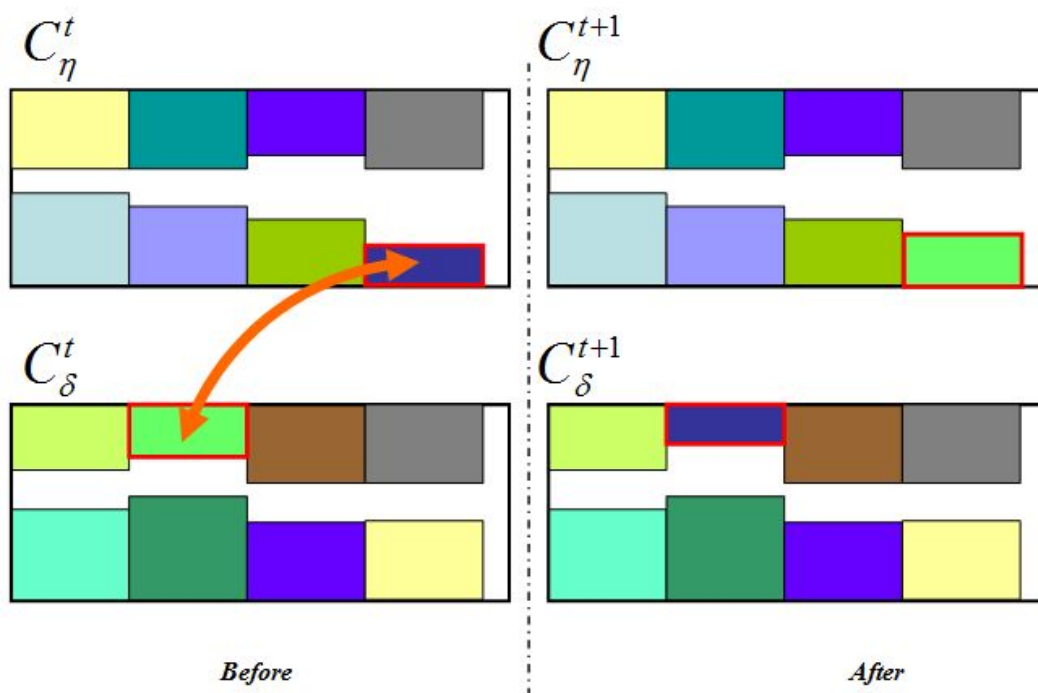 C_η^t
C_η^{t+1}
C_δ^t
C_δ^{t+1}
Before
After